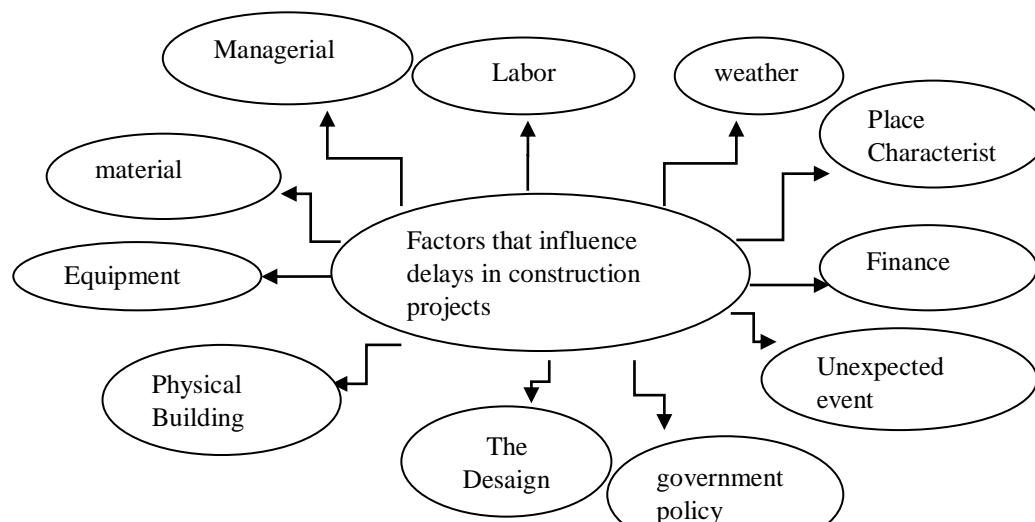 Managerial
Labor
weather
Place
Characterist
material
Factors that influence
delays in construction
projects
Equipment
Finance
Physical
Building
Unexpected
event
The
Desaign
government
policy